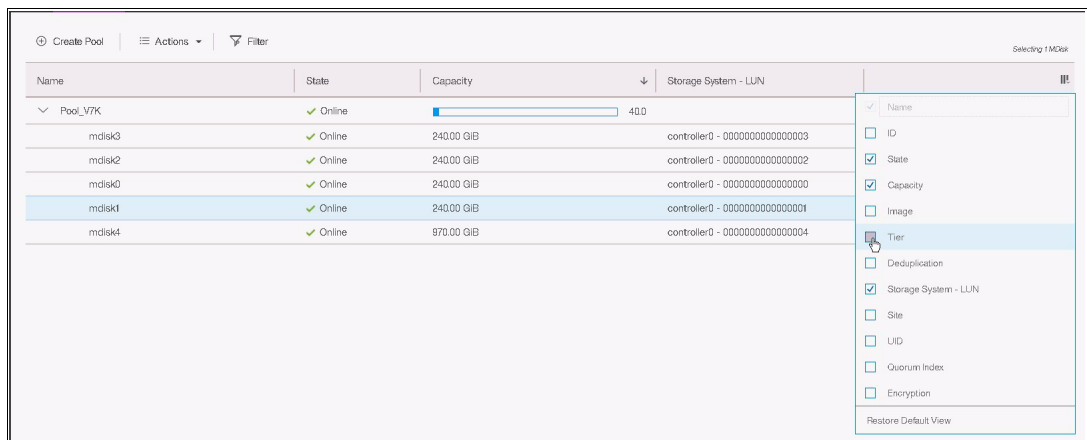 Create Pool Actions Filter
Selecting 1 MDisk
Name State Capacity Storage System - LUN
Pool_V7K Online 40.0
mdisk3 Online 240.00 GiB controller0 - 0000000000000003
mdisk2 Online 240.00 GiB controller0 - 0000000000000002
mdisk0 Online 240.00 GiB controller0 - 0000000000000000
mdisk1 Online 240.00 GiB controller0 - 0000000000000001
mdisk4 Online 970.00 GiB controller0 - 0000000000000004
Name
ID
State
Capacity
Image
Tier
Deduplication
Storage System - LUN
Site
UID
Quorum Index
Encryption
Restore Default View